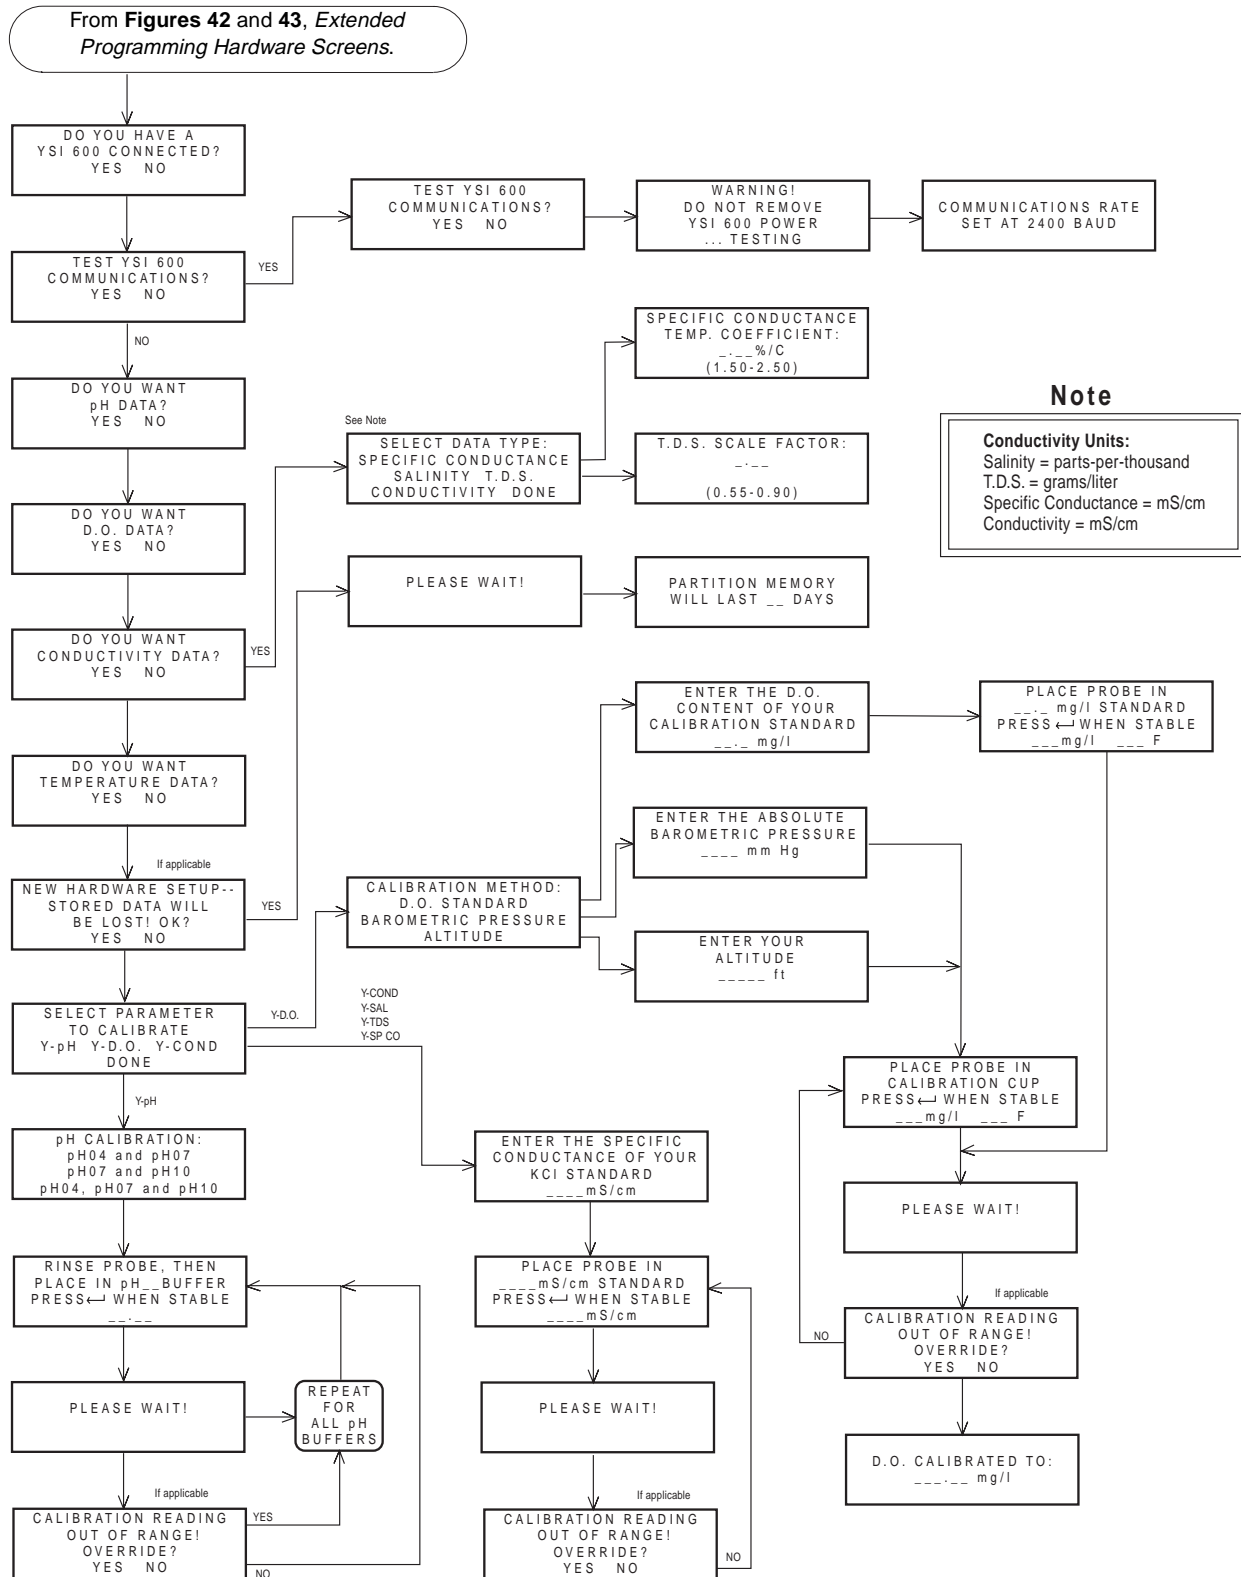 From Figures 42 and 43, Extended
Programming Hardware Screens.
DO YOU HAVE A
YSI 600 CONNECTED?
YES NO
TEST YSI 600
COMMUNICATIONS?
YES NO
YES
TEST YSI 600
COMMUNICATIONS?
YES NO
WARNING!
DO NOT REMOVE
YSI 600 POWER
... TESTING
COMMUNICATIONS RATE
SET AT 2400 BAUD
NO
DO YOU WANT
pH DATA?
YES NO
DO YOU WANT
D.O. DATA?
YES NO
DO YOU WANT
CONDUCTIVITY DATA?
YES NO
YES
See Note
SELECT DATA TYPE:
SPECIFIC CONDUCTANCE
SALINITY T.D.S.
CONDUCTIVITY DONE
SPECIFIC CONDUCTANCE
TEMP. COEFFICIENT:
_.__%/C
(1.50-2.50)
T.D.S. SCALE FACTOR:
_.__
(0.55-0.90)
Note
Conductivity Units:
Salinity = parts-per-thousand
T.D.S. = grams/liter
Specific Conductance = mS/cm
Conductivity = mS/cm
DO YOU WANT
TEMPERATURE DATA?
YES NO
If applicable
NEW HARDWARE SETUP--
STORED DATA WILL
BE LOST! OK?
YES NO
YES
PLEASE WAIT!
PARTITION MEMORY
WILL LAST __ DAYS
SELECT PARAMETER
TO CALIBRATE
Y-pH Y-D.O. Y-COND
DONE
Y-D.O.
CALIBRATION METHOD:
D.O. STANDARD
BAROMETRIC PRESSURE
ALTITUDE
ENTER THE D.O.
CONTENT OF YOUR
CALIBRATION STANDARD
__._ mg/l
PLACE PROBE IN
__._ mg/l STANDARD
PRESS ↵ WHEN STABLE
___mg/l ___ F
ENTER THE ABSOLUTE
BAROMETRIC PRESSURE
____ mm Hg
ENTER YOUR
ALTITUDE
_____ ft
PLACE PROBE IN
CALIBRATION CUP
PRESS ↵ WHEN STABLE
___mg/l ___ F
PLEASE WAIT!
If applicable
CALIBRATION READING
OUT OF RANGE!
OVERRIDE?
YES NO
NO
D.O. CALIBRATED TO:
___.__ mg/l
Y-COND
Y-SAL
Y-TDS
Y-SP CO
ENTER THE SPECIFIC
CONDUCTANCE OF YOUR
KCl STANDARD
____mS/cm
PLACE PROBE IN
____mS/cm STANDARD
PRESS ↵ WHEN STABLE
____mS/cm
PLEASE WAIT!
If applicable
CALIBRATION READING
OUT OF RANGE!
OVERRIDE?
YES NO
NO
Y-pH
pH CALIBRATION:
pH04 and pH07
pH07 and pH10
pH04, pH07 and pH10
RINSE PROBE, THEN
PLACE IN pH__BUFFER
PRESS ↵ WHEN STABLE
__.__
PLEASE WAIT!
REPEAT
FOR
ALL pH
BUFFERS
If applicable
CALIBRATION READING
OUT OF RANGE!
OVERRIDE?
YES NO
YES
NO